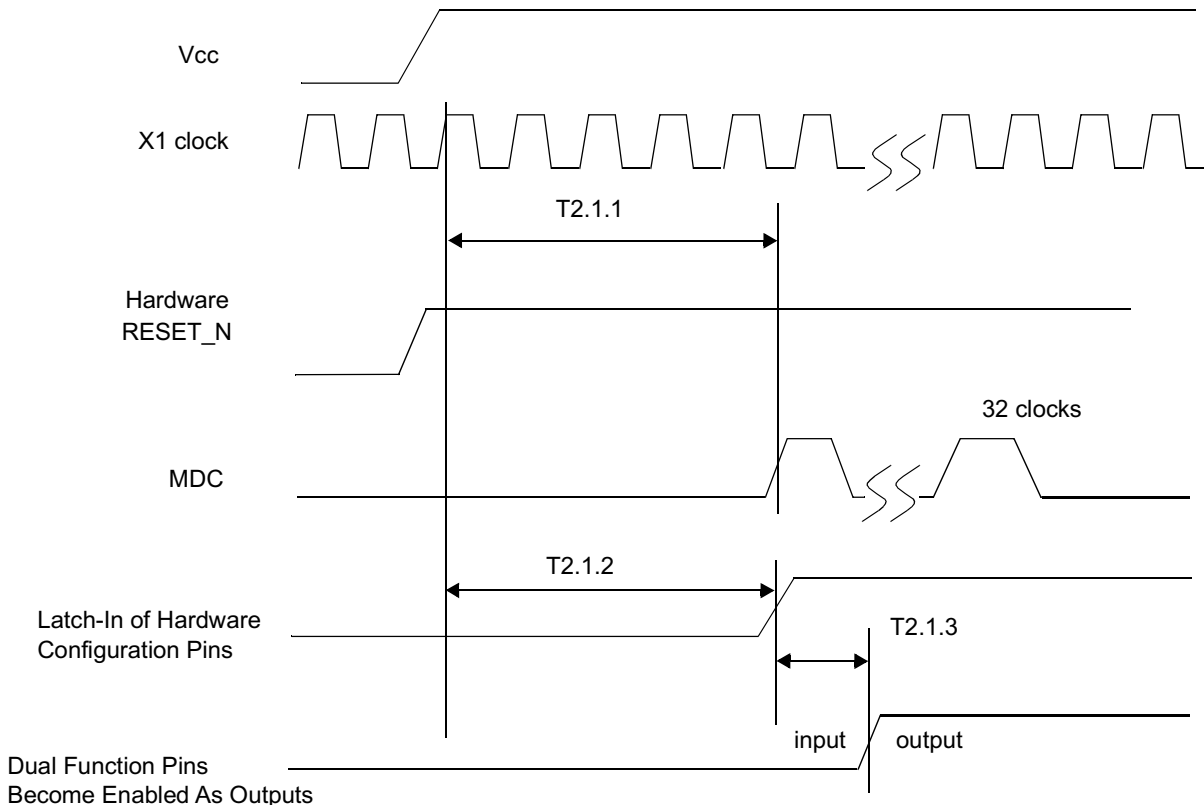 Vcc
X1 clock
T2.1.1
Hardware
RESET_N
32 clocks
MDC
T2.1.2
Latch-In of Hardware
Configuration Pins
T2.1.3
input
output
Dual Function Pins
Become Enabled As Outputs